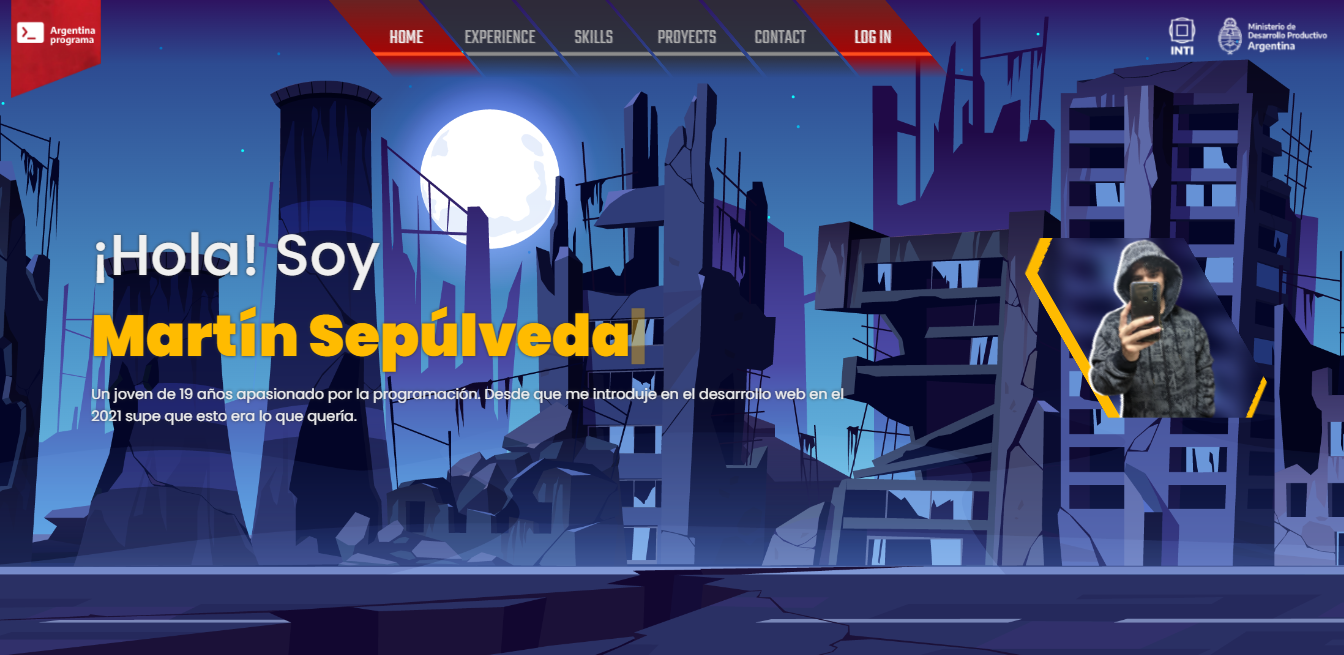 Argentina
programa
HOME
EXPERIENCE
SKILLS
PROYECTS
CONTACT
LOG IN
INTI
Ministerio de
Desarrollo Productivo
Argentina
¡Hola! Soy
Martín Sepúlveda
Un joven de 19 años apasionado por la programación. Desde que me introduje en el desarrollo web en el
2021 supe que esto era lo que quería.